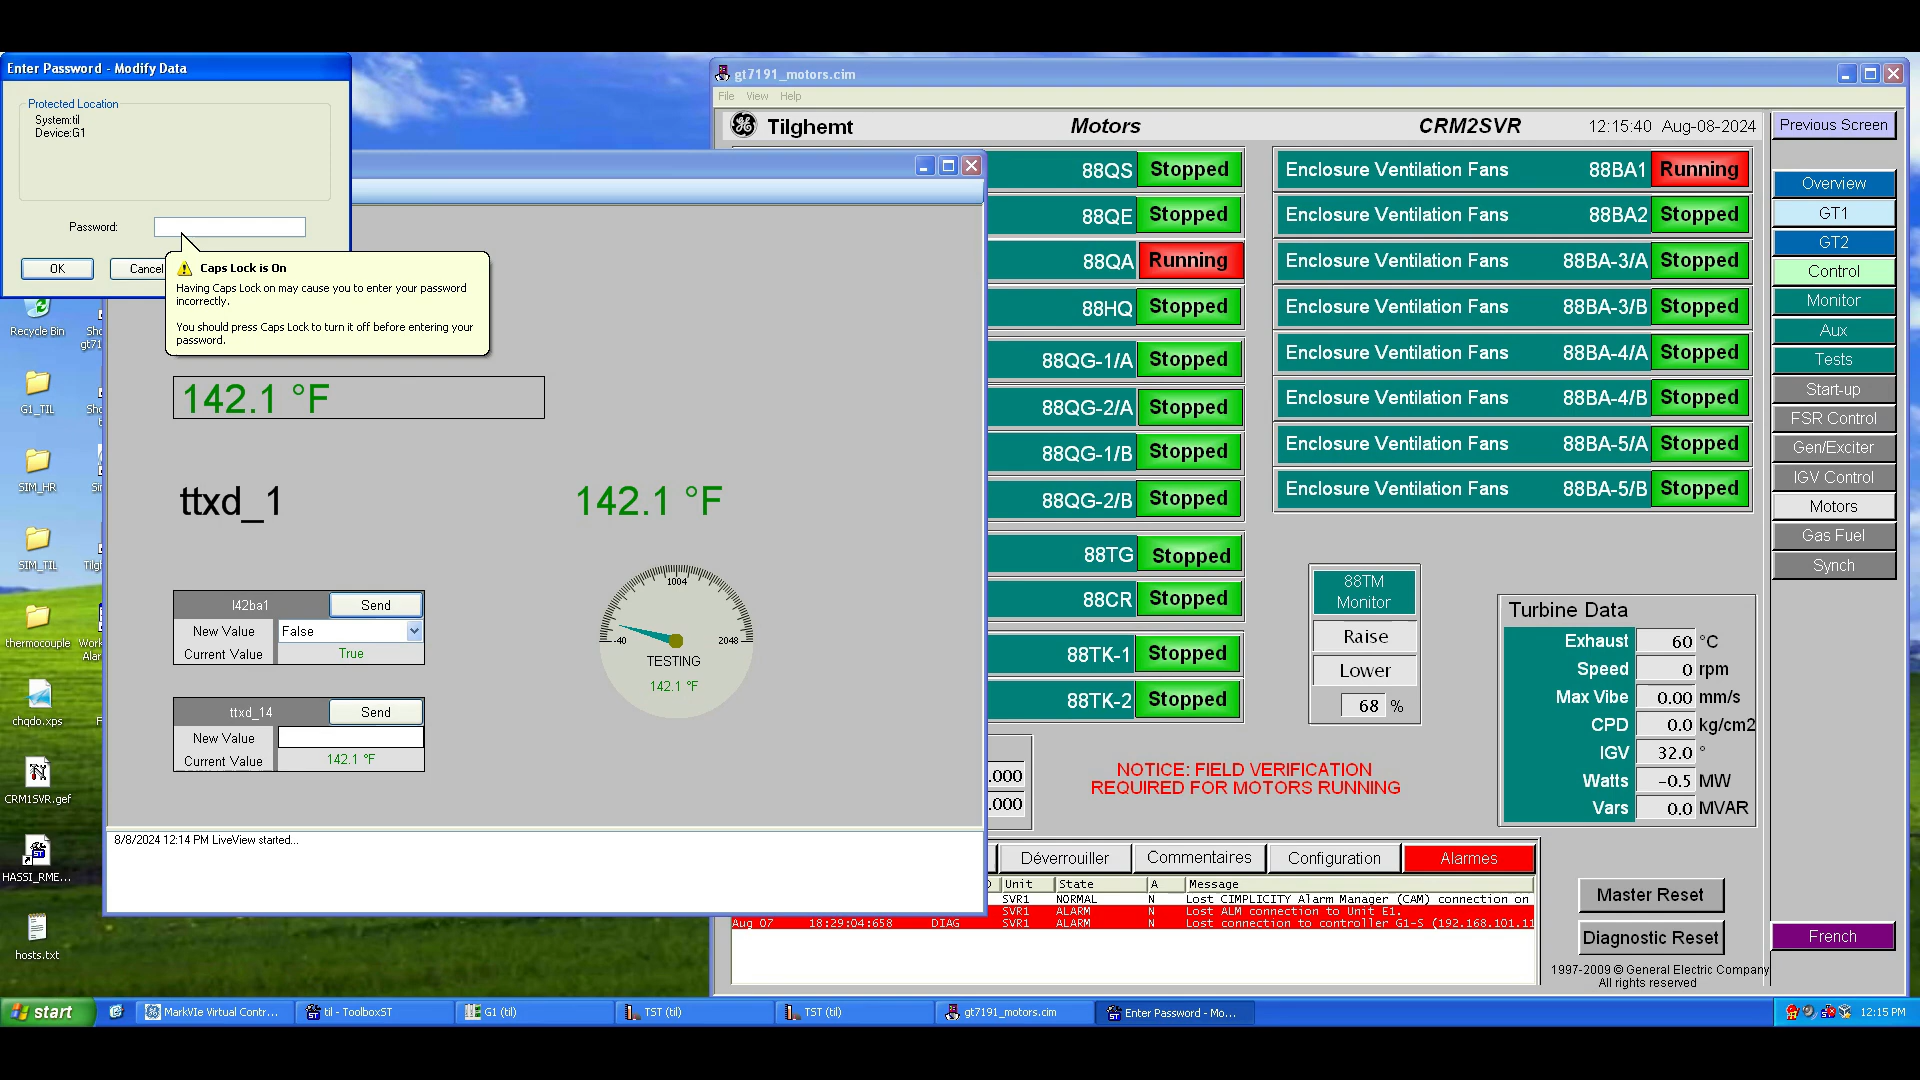 Enter Password - Modify Data
Protected Location
System:til
Device:G1
Password:
OK
Cancel
Caps Lock is On
Having Caps Lock on may cause you to enter your password
incorrectly.
You should press Caps Lock to turn it off before entering your
password.
Recycle Bin
G1_TIL
SIM_HR
SIM_TIL
thermocouple
chqdo.xps
CRM1SVR.gef
HASSI_RME...
hosts.txt
142.1 °F
ttxd_1
142.1 °F
l42ba1
Send
New Value
False
Current Value
True
ttxd_14
Send
New Value
Current Value
142.1 °F
1004
-40
2048
TESTING
142.1 °F
8/8/2024 12:14 PM LiveView started...
gt7191_motors.cim
File View Help
Tilghemt
Motors
CRM2SVR
12:15:40 Aug-08-2024
88QS Stopped
88QE Stopped
88QA Running
88HQ Stopped
88QG-1/A Stopped
88QG-2/A Stopped
88QG-1/B Stopped
88QG-2/B Stopped
88TG Stopped
88CR Stopped
88TK-1 Stopped
88TK-2 Stopped
.000
.000
Enclosure Ventilation Fans 88BA1 Running
Enclosure Ventilation Fans 88BA2 Stopped
Enclosure Ventilation Fans 88BA-3/A Stopped
Enclosure Ventilation Fans 88BA-3/B Stopped
Enclosure Ventilation Fans 88BA-4/A Stopped
Enclosure Ventilation Fans 88BA-4/B Stopped
Enclosure Ventilation Fans 88BA-5/A Stopped
Enclosure Ventilation Fans 88BA-5/B Stopped
88TM
Monitor
Raise
Lower
68 %
NOTICE: FIELD VERIFICATION
REQUIRED FOR MOTORS RUNNING
Turbine Data
Exhaust 60 °C
Speed 0 rpm
Max Vibe 0.00 mm/s
CPD 0.0 kg/cm2
IGV 32.0 °
Watts -0.5 MW
Vars 0.0 MVAR
Previous Screen
Overview
GT1
GT2
Control
Monitor
Aux
Tests
Start-up
FSR Control
Gen/Exciter
IGV Control
Motors
Gas Fuel
Synch
French
Déverrouiller
Commentaires
Configuration
Alarmes
Unit State A Message
SVR1 NORMAL N Lost CIMPLICITY Alarm Manager (CAM) connection on
SVR1 ALARM N Lost ALM connection to Unit E1.
Aug 07 18:29:04:658 DIAG SVR1 ALARM N Lost connection to controller G1-S (192.168.101.11
Master Reset
Diagnostic Reset
1997-2009 © General Electric Company
All rights reserved
start
MarkVIe Virtual Contr...
til - ToolboxST
G1 (til)
TST (til)
TST (til)
gt7191_motors.cim
Enter Password - Mo...
12:15 PM